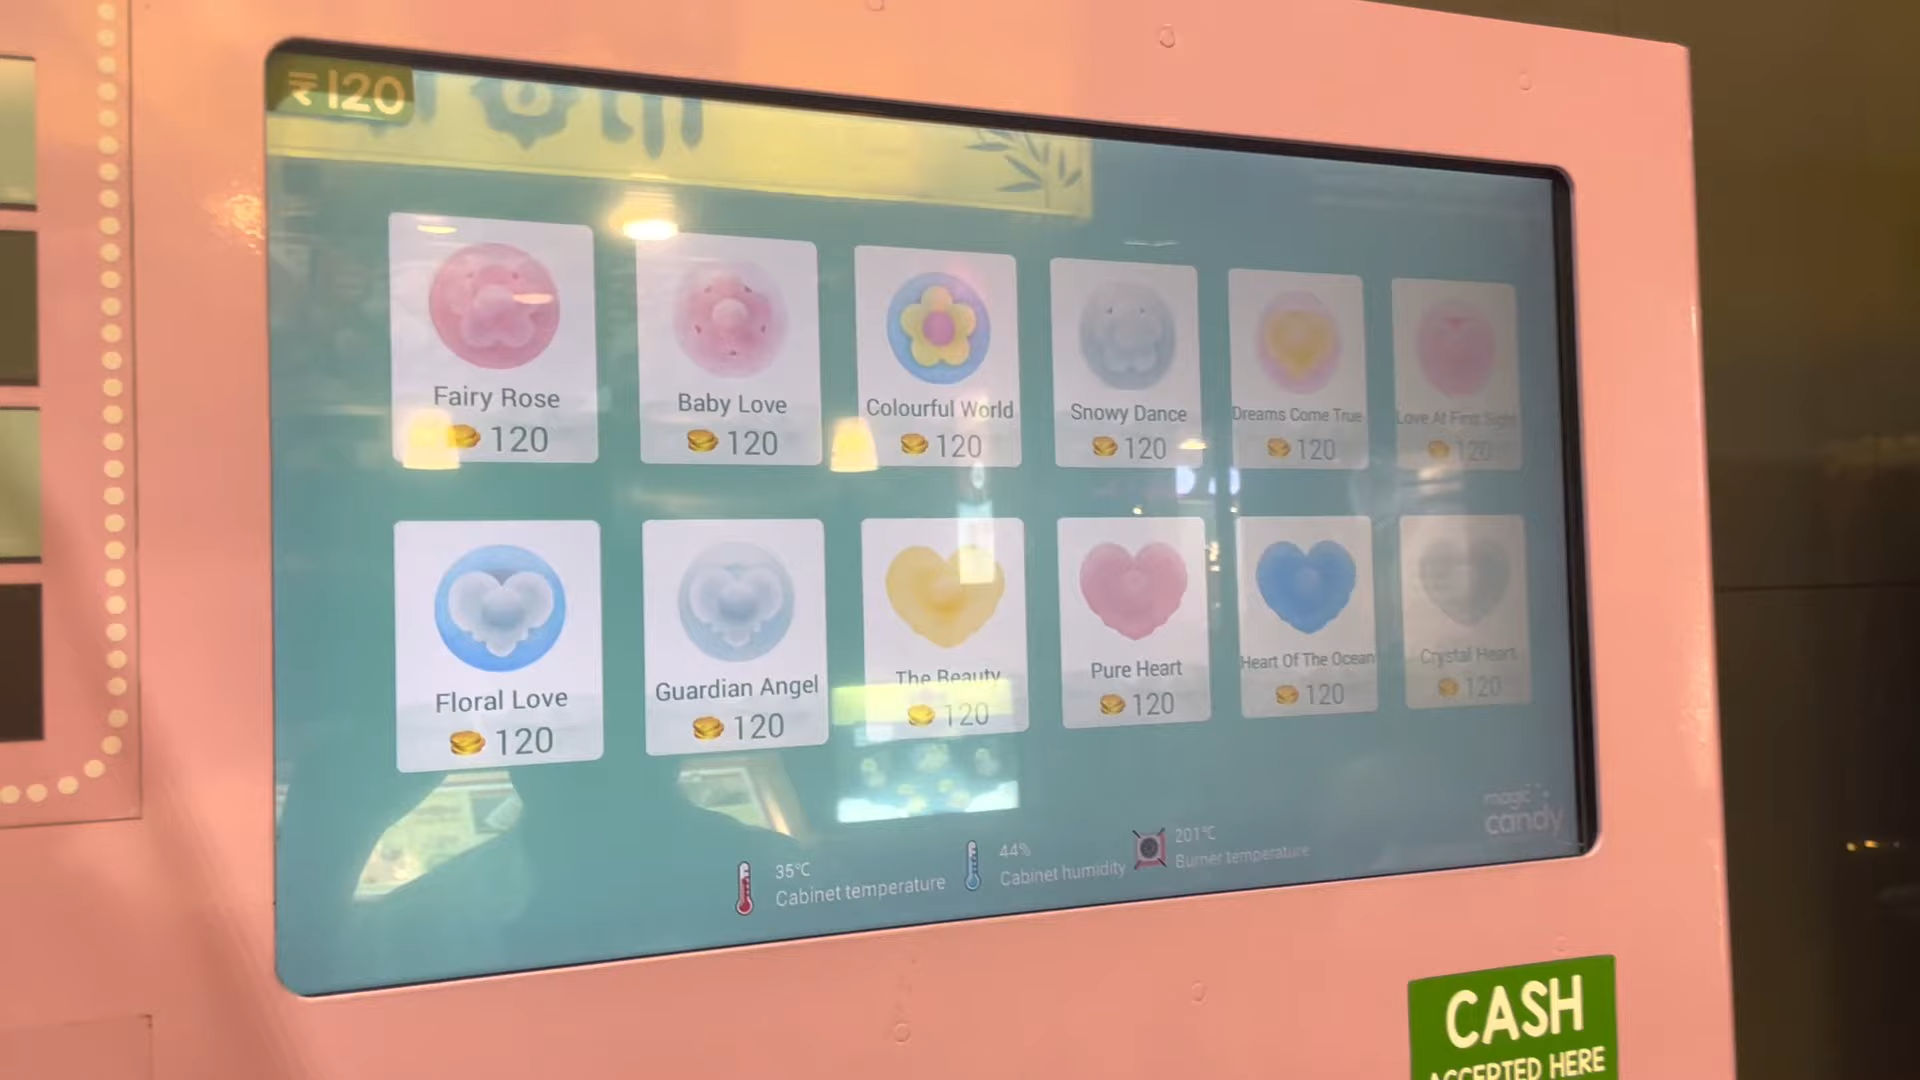 ₹120
Fairy Rose
120
Baby Love
120
Colourful World
120
Snowy Dance
120
Dreams Come True
120
Love At First Sight
120
Floral Love
120
Guardian Angel
120
The Beauty
120
Pure Heart
120
Heart Of The Ocean
120
Crystal Heart
120
35°C
Cabinet temperature
44%
Cabinet humidity
201°C
Burner temperature
magic
candy
CASH
ACCEPTED HERE